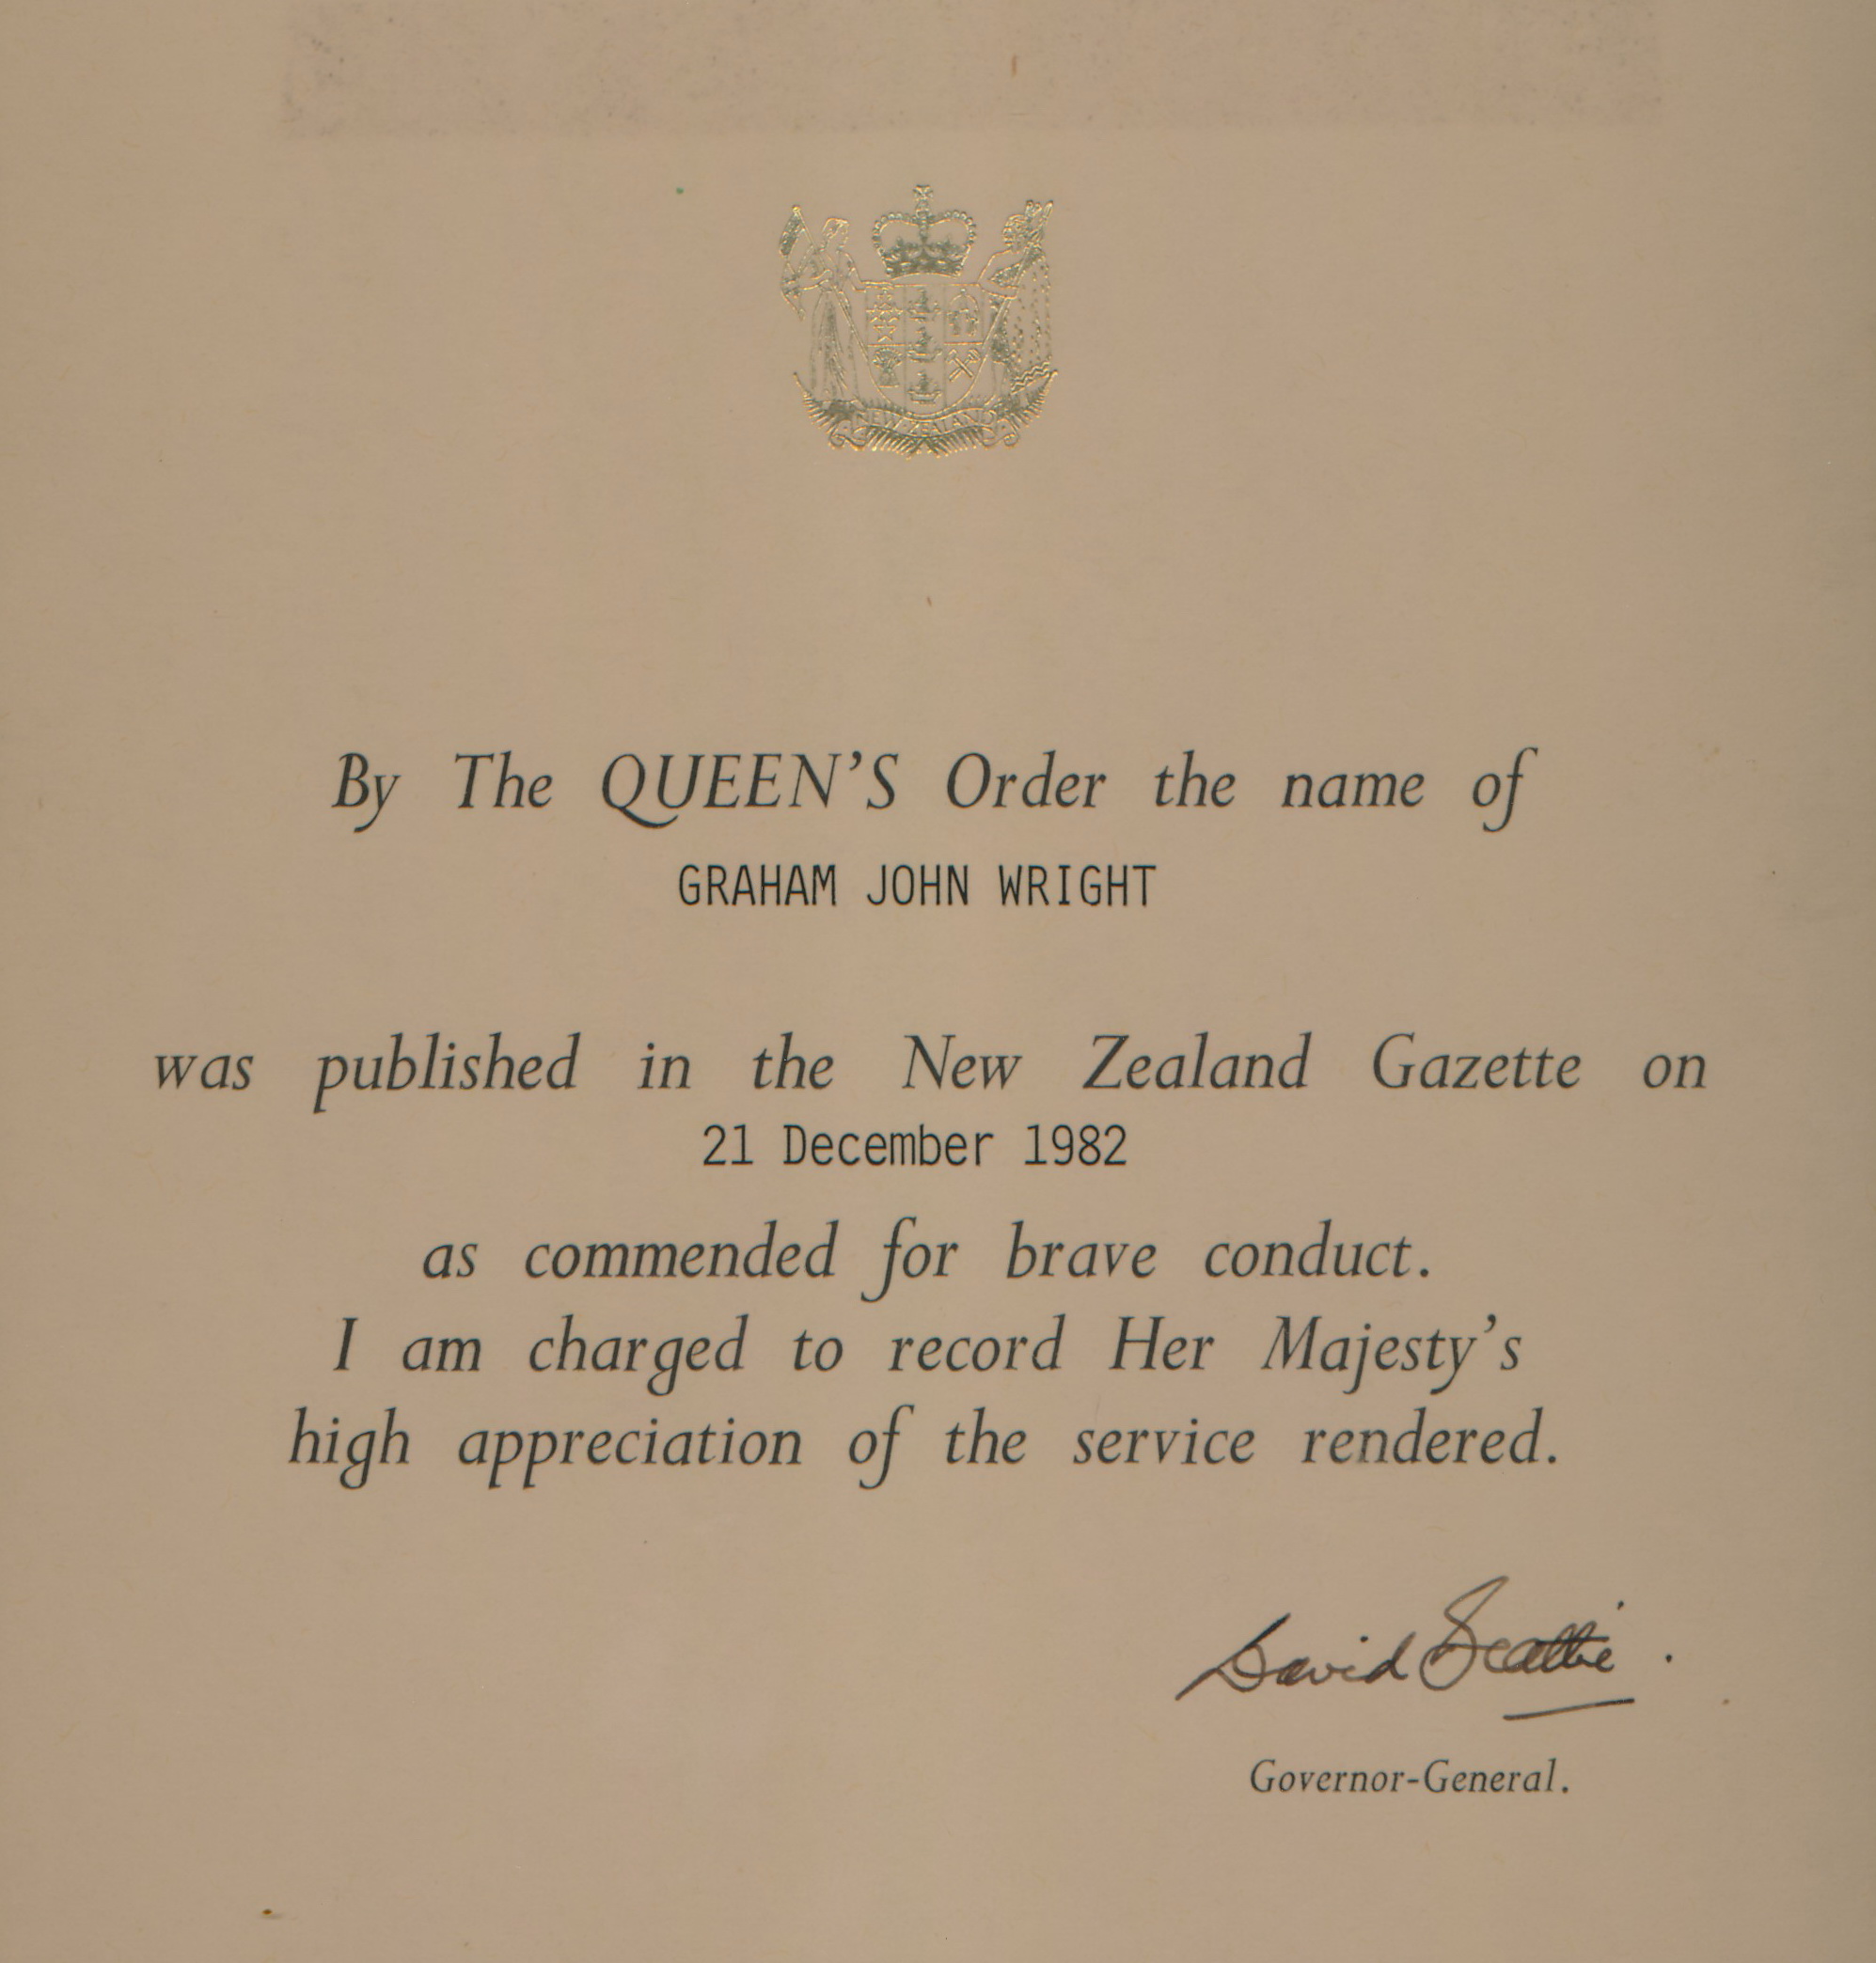 NEW ZEALAND
By The QUEEN'S Order the name of
GRAHAM JOHN WRIGHT
was published in the New Zealand Gazette on
21 December 1982
as commended for brave conduct.
I am charged to record Her Majesty's
high appreciation of the service rendered.
David Beattie.
Governor-General.